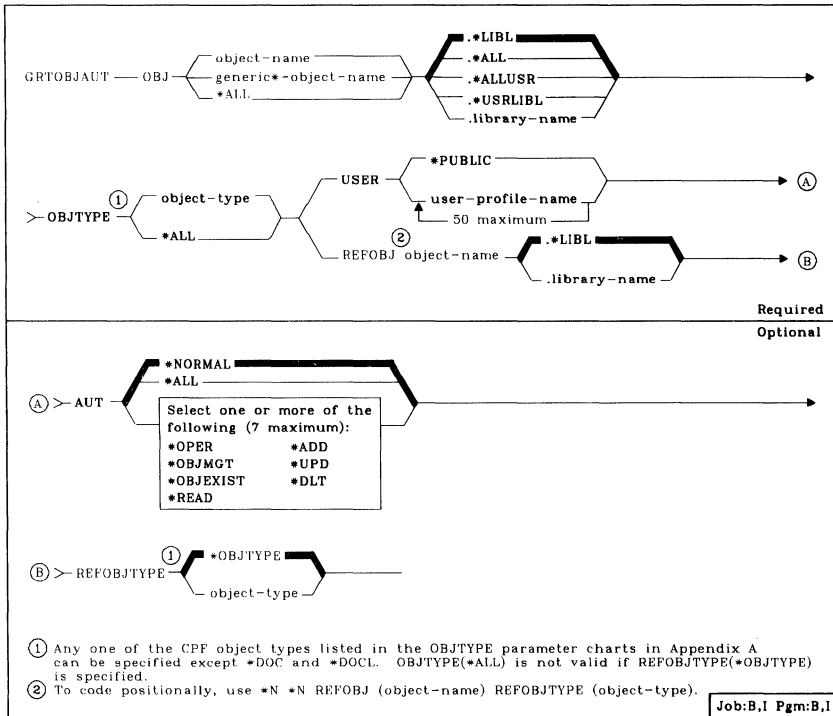 .*LIBL
object-name
.*ALL
GRTOBJAUT OBJ generic*-object-name .*ALLUSR
*ALL
.*USRLIBL
.library-name
*PUBLIC
USER
1
object-type
user-profile-name
A
> OBJTYPE
50 maximum
*ALL
2
REFOBJ object-name
.*LIBL
B
.library-name
Required
Optional
*NORMAL
*ALL
A > AUT
Select one or more of the
following (7 maximum):
*OPER *ADD
*OBJMGT *UPD
*OBJEXIST *DLT
*READ
1
*OBJTYPE
B > REFOBJTYPE
object-type
1 Any one of the CPF object types listed in the OBJTYPE parameter charts in Appendix A
can be specified except *DOC and *DOCL. OBJTYPE(*ALL) is not valid if REFOBJTYPE(*OBJTYPE)
is specified.
2 To code positionally, use *N *N REFOBJ (object-name) REFOBJTYPE (object-type).
Job:B,I Pgm:B,I